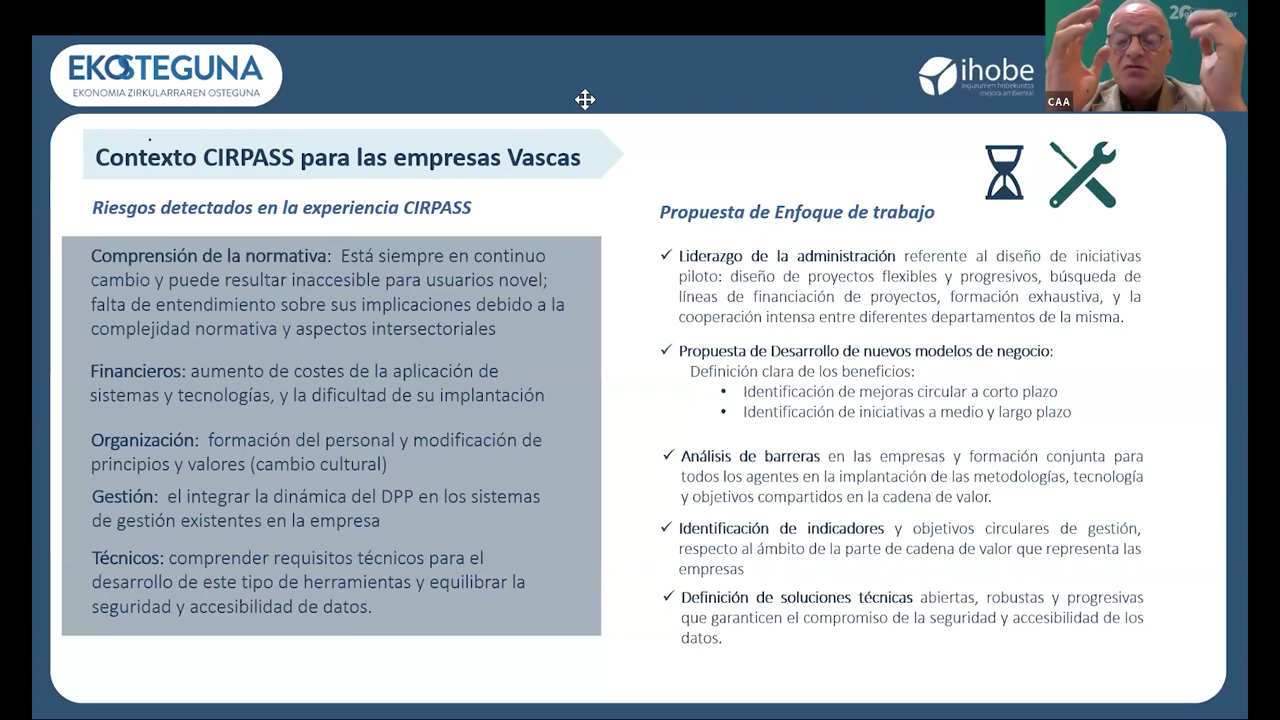 EKOSTEGUNA
EKONOMIA ZIRKULARRAREN OSTEGUNA
ihobe
ingurumen hobekuntza
mejora ambiental
CAA
Contexto CIRPASS para las empresas Vascas
Riesgos detectados en la experiencia CIRPASS
Comprensión de la normativa: Está siempre en continuo
cambio y puede resultar inaccesible para usuarios novel;
falta de entendimiento sobre sus implicaciones debido a la
complejidad normativa y aspectos intersectoriales
Financieros: aumento de costes de la aplicación de
sistemas y tecnologías, y la dificultad de su implantación
Organización: formación del personal y modificación de
principios y valores (cambio cultural)
Gestión: el integrar la dinámica del DPP en los sistemas
de gestión existentes en la empresa
Técnicos: comprender requisitos técnicos para el
desarrollo de este tipo de herramientas y equilibrar la
seguridad y accesibilidad de datos.
Propuesta de Enfoque de trabajo
✓ Liderazgo de la administración referente al diseño de iniciativas
piloto: diseño de proyectos flexibles y progresivos, búsqueda de
líneas de financiación de proyectos, formación exhaustiva, y la
cooperación intensa entre diferentes departamentos de la misma.
✓ Propuesta de Desarrollo de nuevos modelos de negocio:
Definición clara de los beneficios:
• Identificación de mejoras circular a corto plazo
• Identificación de iniciativas a medio y largo plazo
✓ Análisis de barreras en las empresas y formación conjunta para
todos los agentes en la implantación de las metodologías, tecnología
y objetivos compartidos en la cadena de valor.
✓ Identificación de indicadores y objetivos circulares de gestión,
respecto al ámbito de la parte de cadena de valor que representa las
empresas
✓ Definición de soluciones técnicas abiertas, robustas y progresivas
que garanticen el compromiso de la seguridad y accesibilidad de los
datos.